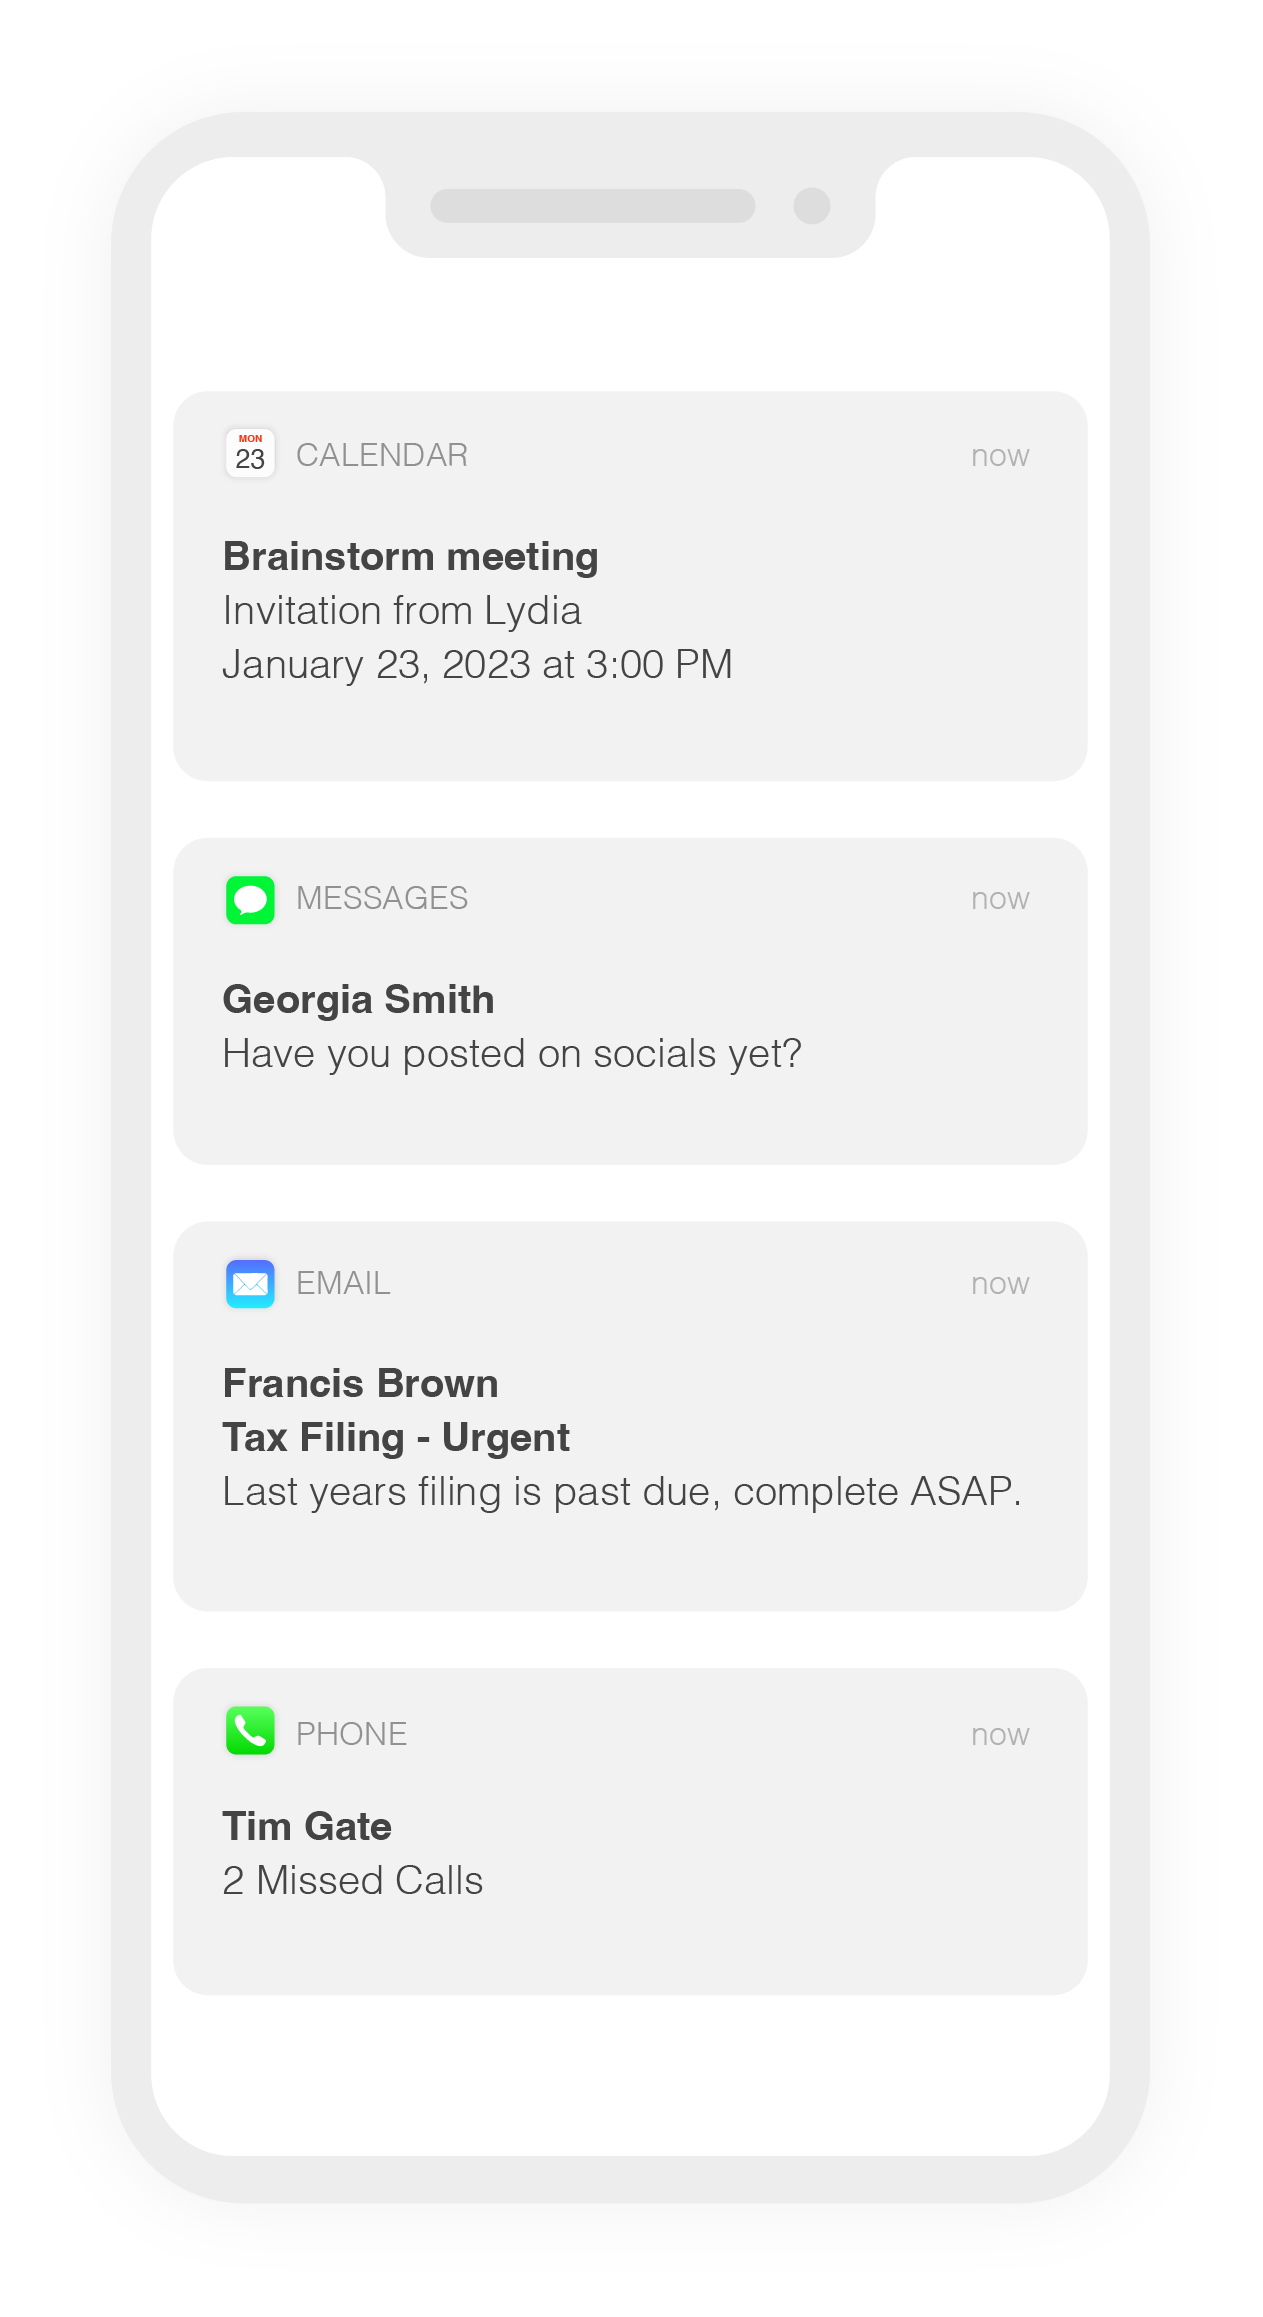 MON
23
CALENDAR
now
Brainstorm meeting
Invitation from Lydia
January 23, 2023 at 3:00 PM
MESSAGES
now
Georgia Smith
Have you posted on socials yet?
EMAIL
now
Francis Brown
Tax Filing - Urgent
Last years filing is past due, complete ASAP.
PHONE
now
Tim Gate
2 Missed Calls